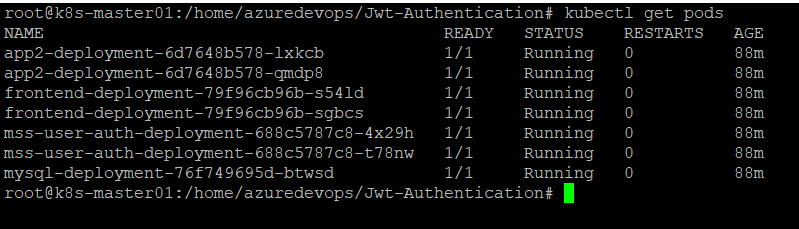 root@k8s-master01:/home/azuredevops/Jwt-Authentication# kubectl get pods
NAME READY STATUS RESTARTS AGE
app2-deployment-6d7648b578-lxkcb 1/1 Running 0 88m
app2-deployment-6d7648b578-qmdp8 1/1 Running 0 88m
frontend-deployment-79f96cb96b-s54ld 1/1 Running 0 88m
frontend-deployment-79f96cb96b-sgbcs 1/1 Running 0 88m
mss-user-auth-deployment-688c5787c8-4x29h 1/1 Running 0 88m
mss-user-auth-deployment-688c5787c8-t78nw 1/1 Running 0 88m
mysql-deployment-76f749695d-btwsd 1/1 Running 0 88m
root@k8s-master01:/home/azuredevops/Jwt-Authentication#